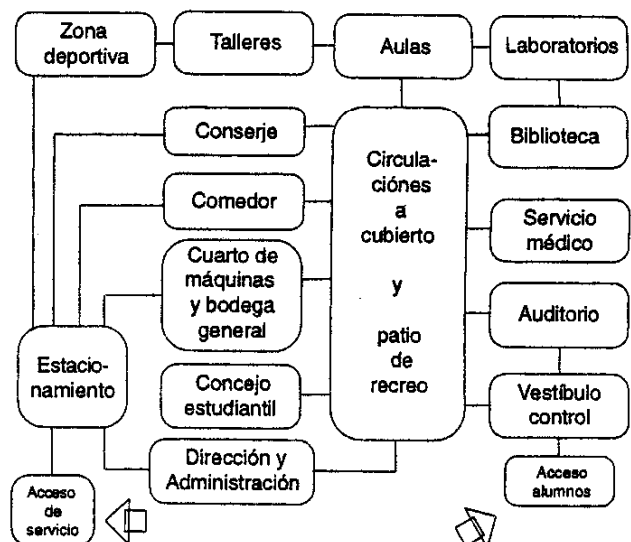 Zona
deportiva
Talleres
Aulas
Laboratorios
Conserje
Circula-
ciónes
a
cubierto
y
patio
de
recreo
Biblioteca
Comedor
Servicio
médico
Cuarto de
máquinas
y bodega
general
Auditorio
Estacio-
namiento
Concejo
estudiantil
Vestíbulo
control
Dirección y
Administración
Acceso
alumnos
Acceso
de
servicio